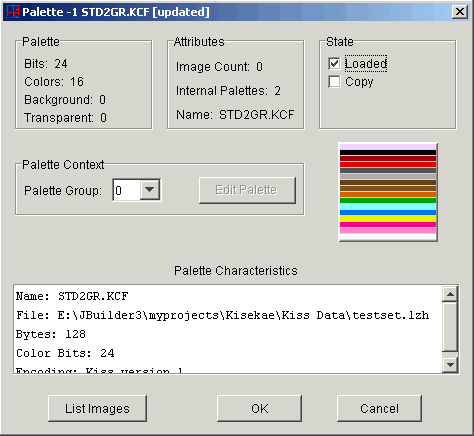 Palette -1 STD2GR.KCF [updated]
Palette
Bits: 24
Colors: 16
Background: 0
Transparent: 0
Attributes
Image Count: 0
Internal Palettes: 2
Name: STD2GR.KCF
State
Loaded
Copy
Palette Context
Palette Group: 0
Edit Palette
Palette Characteristics
Name: STD2GR.KCF
File: E:\JBuilder3\myprojects\Kisekae\Kiss Data\testset.lzh
Bytes: 128
Color Bits: 24
Encoding: Kiss version 1
List Images
OK
Cancel